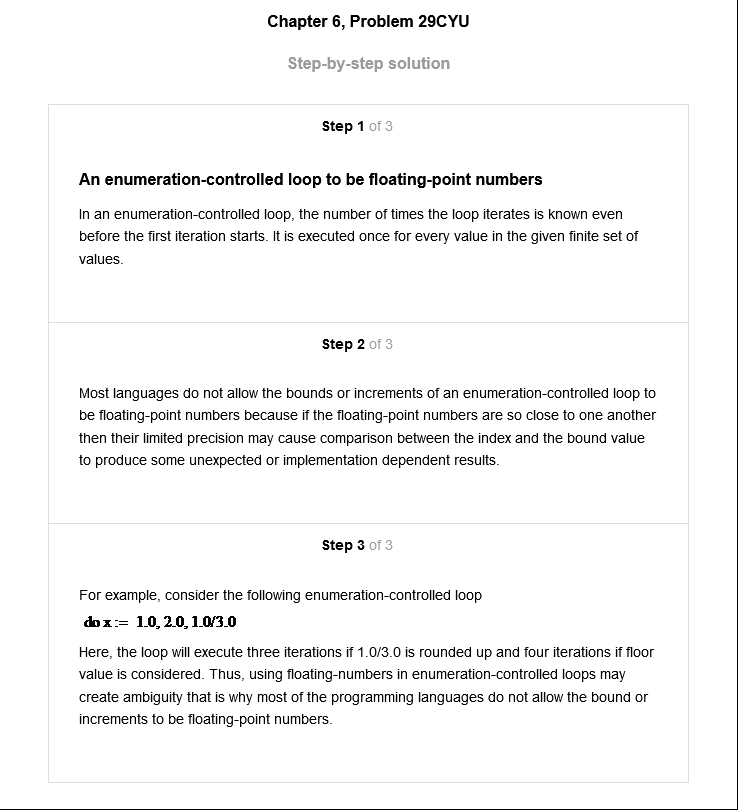 Chapter 6, Problem 29CYU
Step-by-step solution
Step 1 of 3
An enumeration-controlled loop to be floating-point numbers
In an enumeration-controlled loop, the number of times the loop iterates is known even
before the first iteration starts. It is executed once for every value in the given finite set of
values.
Step 2 of 3
Most languages do not allow the bounds or increments of an enumeration-controlled loop to
be floating-point numbers because if the floating-point numbers are so close to one another
then their limited precision may cause comparison between the index and the bound value
to produce some unexpected or implementation dependent results.
Step 3 of 3
For example, consider the following enumeration-controlled loop
do x := 1.0, 2.0, 1.0/3.0
Here, the loop will execute three iterations if 1.0/3.0 is rounded up and four iterations if floor
value is considered. Thus, using floating-numbers in enumeration-controlled loops may
create ambiguity that is why most of the programming languages do not allow the bound or
increments to be floating-point numbers.